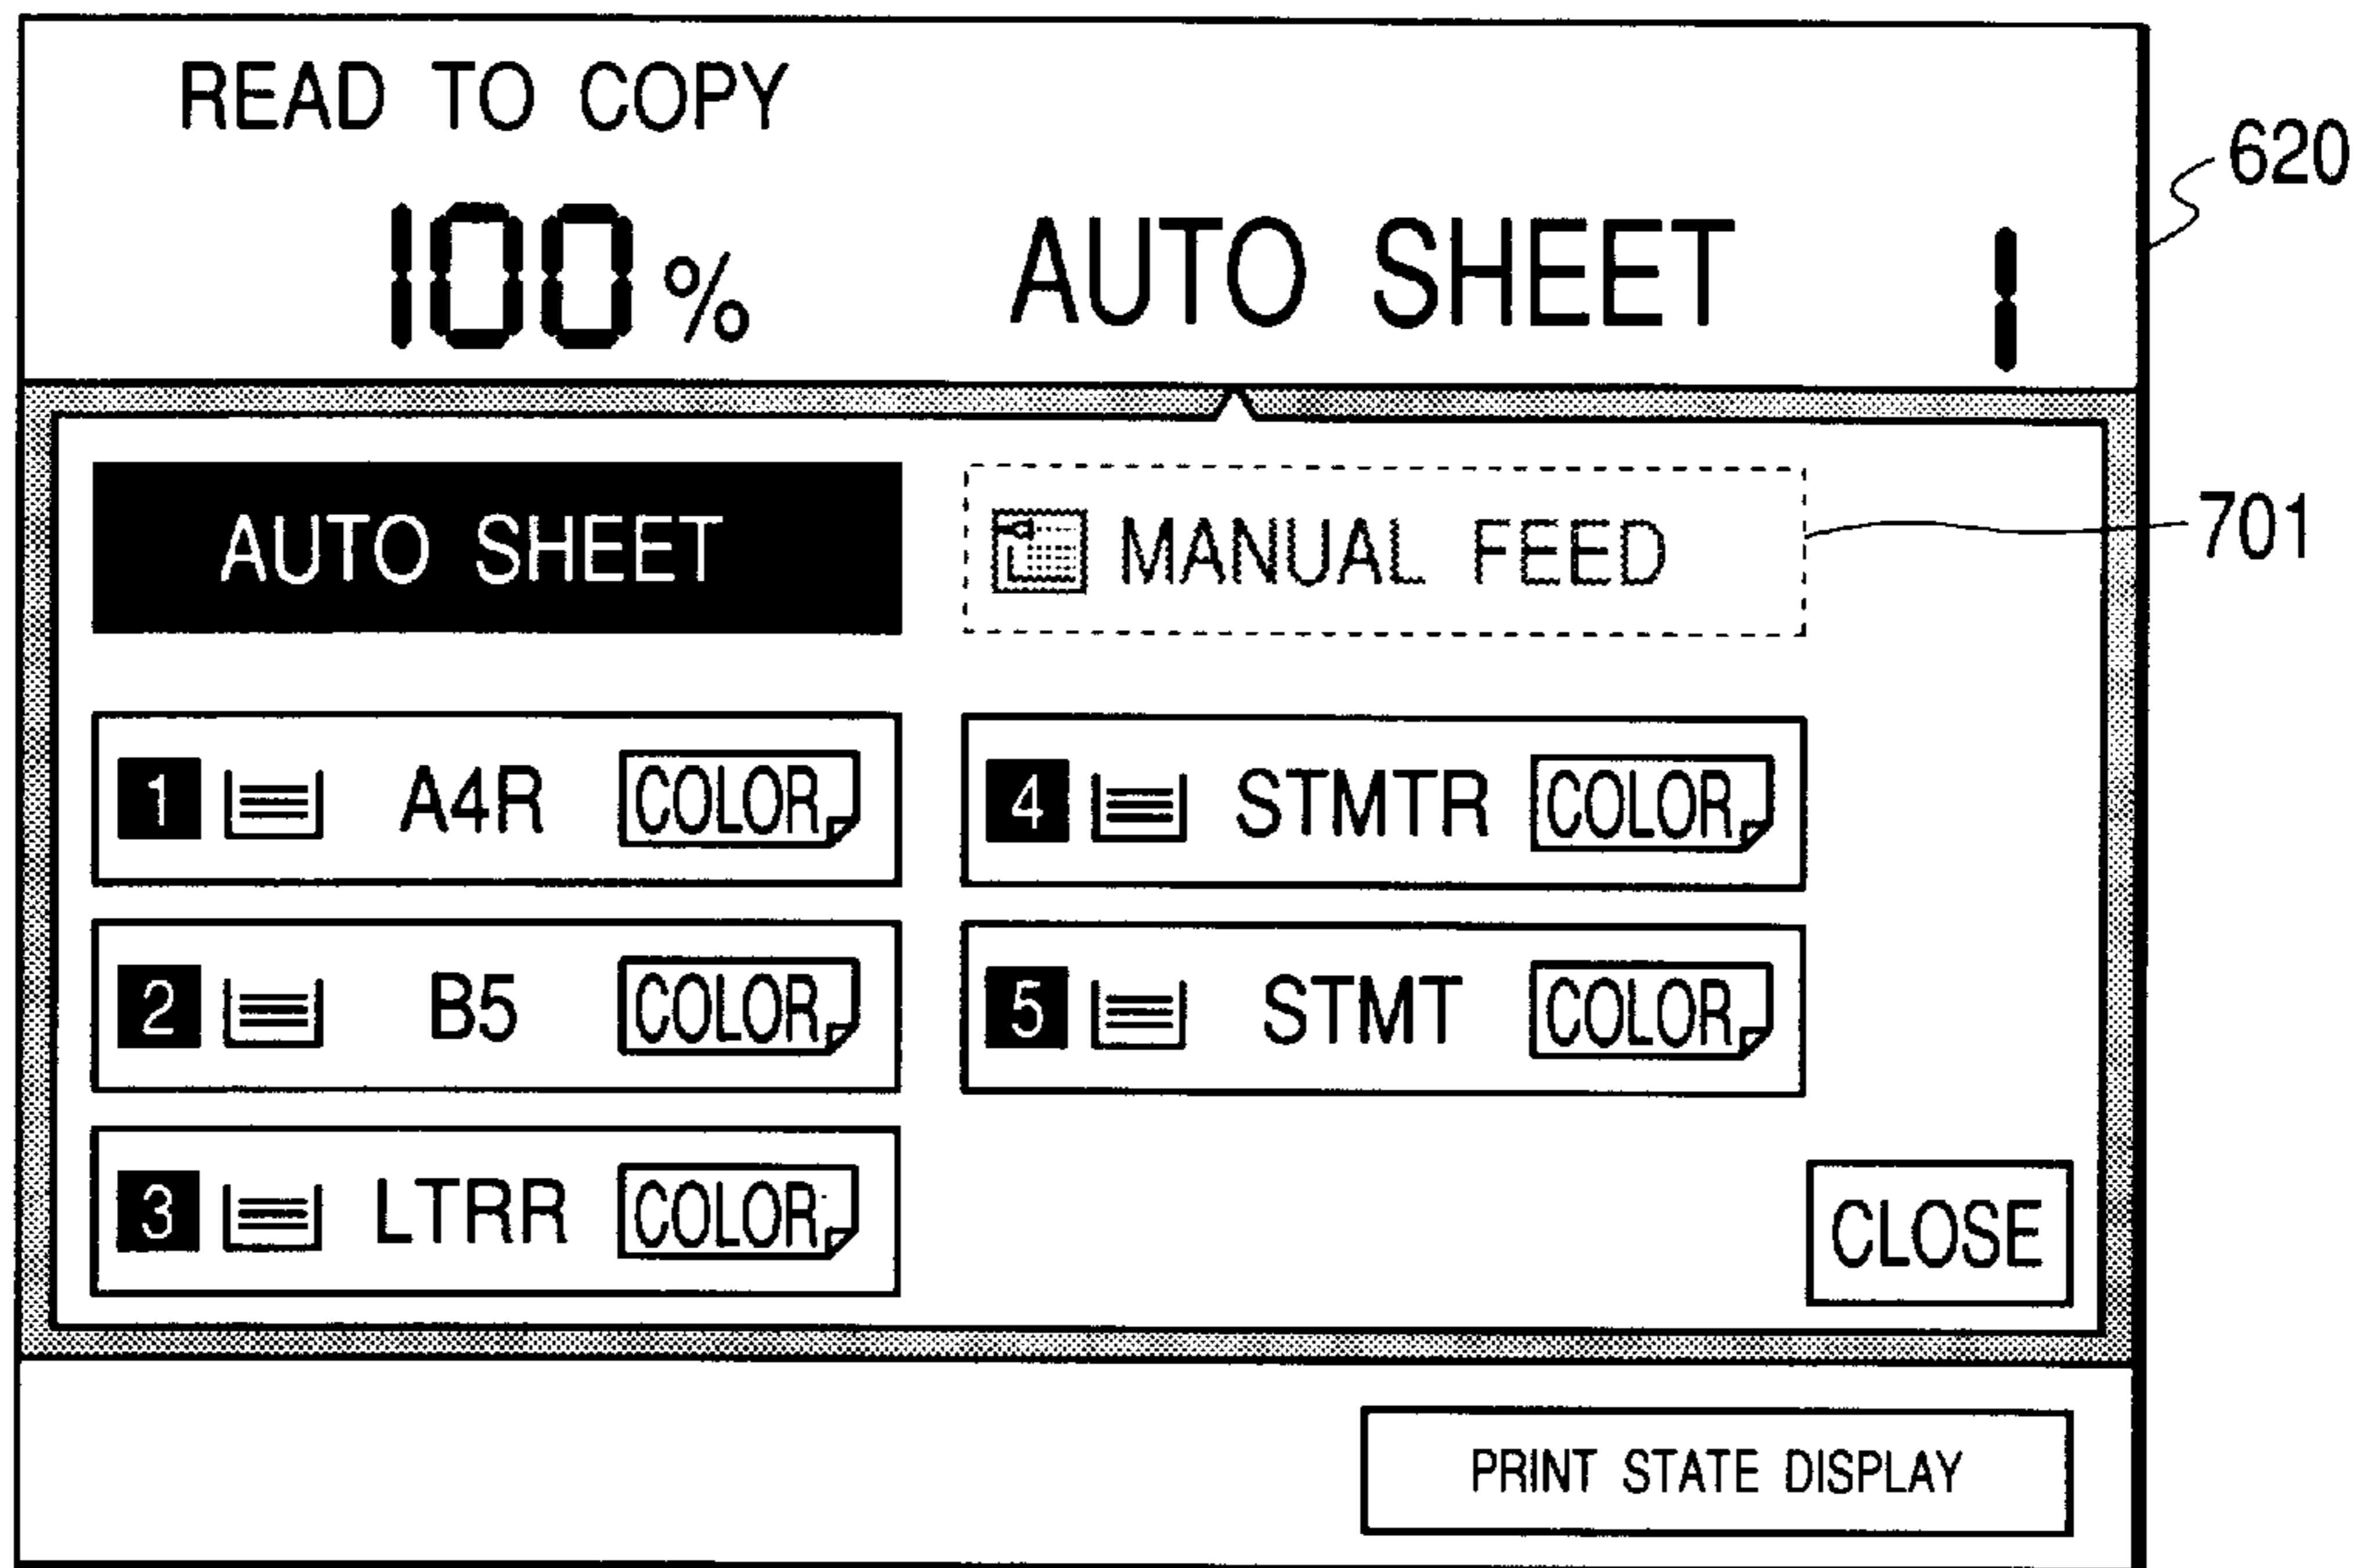 READ TO COPY
620
100% AUTO SHEET 1
AUTO SHEET MANUAL FEED
701
1 A4R COLOR 4 STMTR COLOR
2 B5 COLOR 5 STMT COLOR
3 LTRR COLOR
CLOSE
PRINT STATE DISPLAY